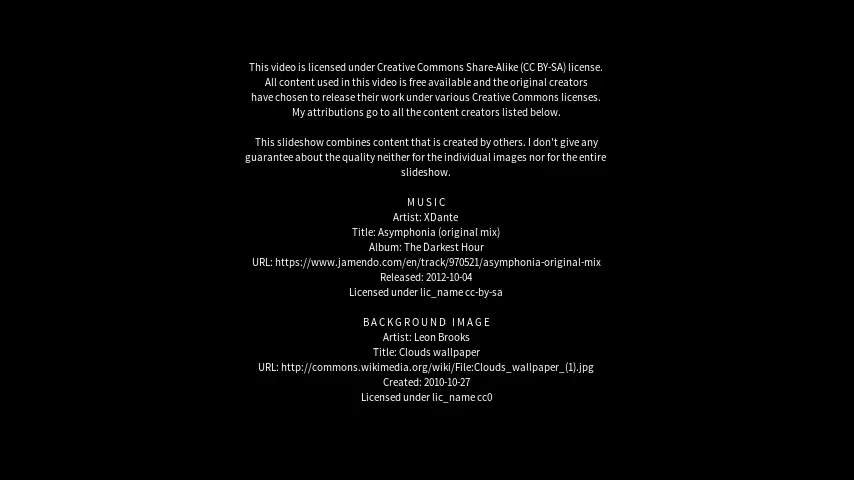 This video is licensed under Creative Commons Share-Alike (CC BY-SA) license.
All content used in this video is free available and the original creators
have chosen to release their work under various Creative Commons licenses.
My attributions go to all the content creators listed below.
This slideshow combines content that is created by others. I don't give any
guarantee about the quality neither for the individual images nor for the entire
slideshow.
MUSIC
Artist: XDante
Title: Asymphonia (original mix)
Album: The Darkest Hour
URL: https://www.jamendo.com/en/track/970521/asymphonia-original-mix
Released: 2012-10-04
Licensed under lic_name cc-by-sa
BACKGROUND IMAGE
Artist: Leon Brooks
Title: Clouds wallpaper
URL: http://commons.wikimedia.org/wiki/File:Clouds_wallpaper_(1).jpg
Created: 2010-10-27
Licensed under lic_name cc0